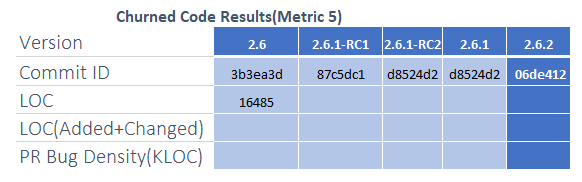 Churned Code Results(Metric 5)
Version 2.6 2.6.1-RC1 2.6.1-RC2 2.6.1 2.6.2
Commit ID 3b3ea3d 87c5dc1 d8524d2 d8524d2 06de412
LOC 16485
LOC(Added+Changed)
PR Bug Density(KLOC)